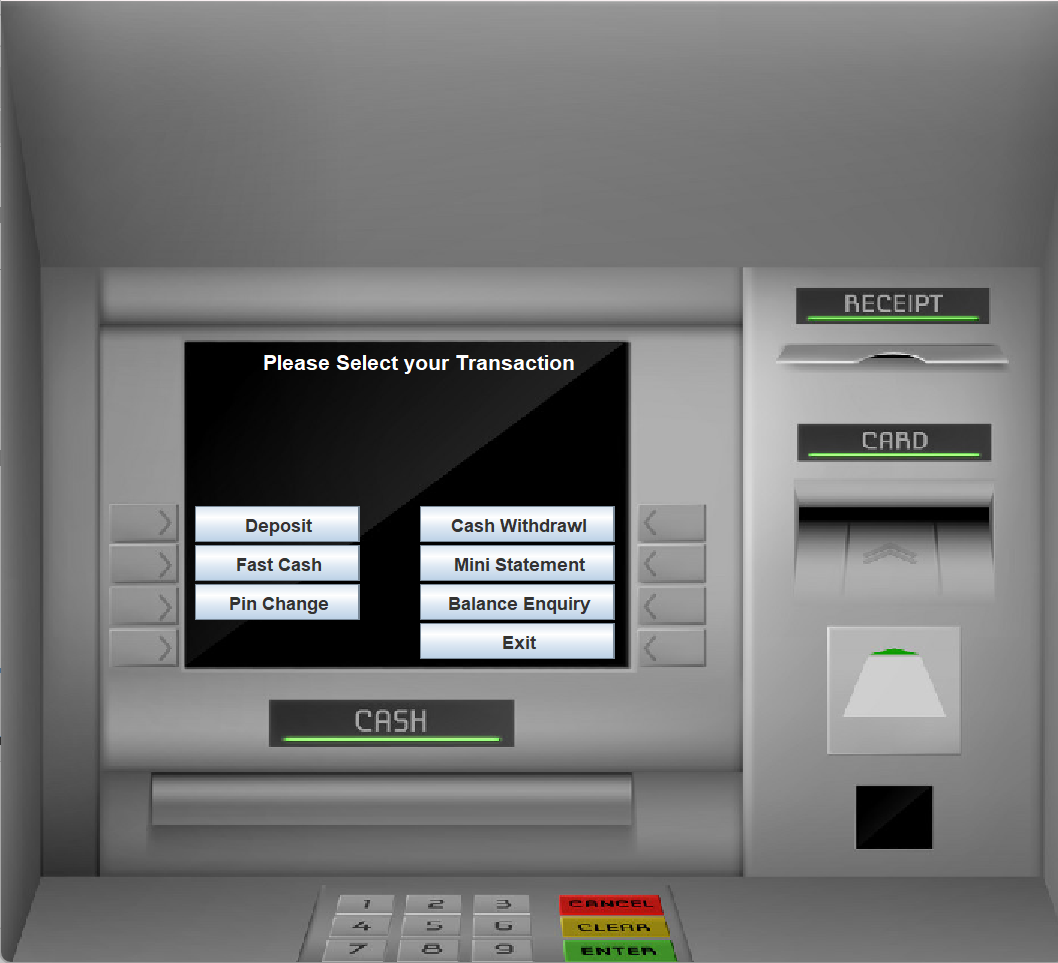 RECEIPT
Please Select your Transaction
CARD
Deposit
Cash Withdrawl
Fast Cash
Mini Statement
Pin Change
Balance Enquiry
Exit
CASH
1 2 3 CANCEL
4 5 6 CLEAR
7 8 9 ENTER